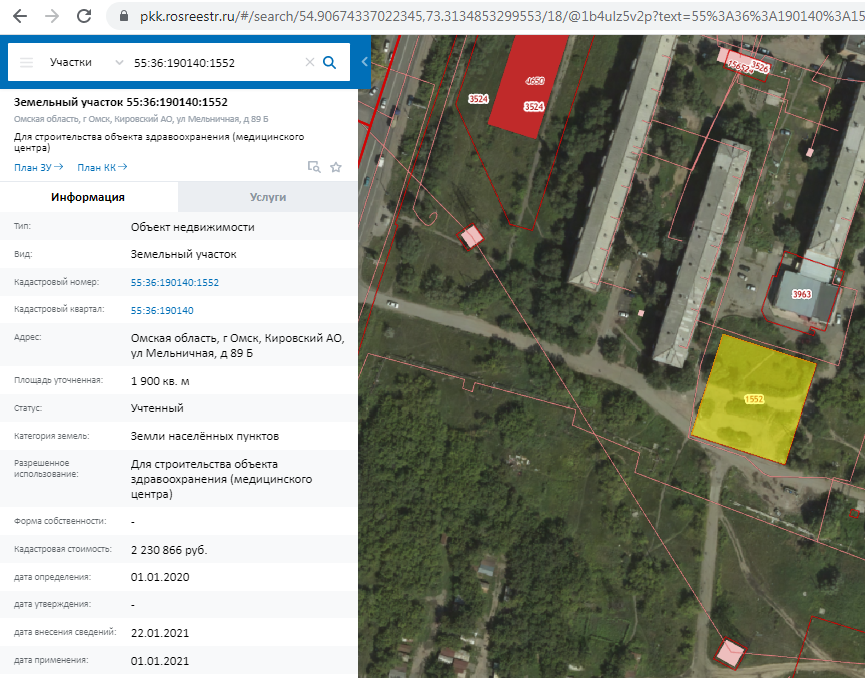 pkk.rosreestr.ru/#/search/54.90674337022345,73.3134853299553/18/@1b4ulz5v2p?text=55%3A36%3A190140%3A15
Участки
55:36:190140:1552
Земельный участок 55:36:190140:1552
Омская область, г Омск, Кировский АО, ул Мельничная, д 89 Б
Для строительства объекта здравоохранения (медицинского
центра)
План ЗУ
План КК
Информация
Услуги
Тип: Объект недвижимости
Вид: Земельный участок
Кадастровый номер: 55:36:190140:1552
Кадастровый квартал: 55:36:190140
Адрес: Омская область, г Омск, Кировский АО,
ул Мельничная, д 89 Б
Площадь уточненная: 1 900 кв. м
Статус: Учтенный
Категория земель: Земли населённых пунктов
Разрешенное
использование:
Для строительства объекта
здравоохранения (медицинского
центра)
Форма собственности: -
Кадастровая стоимость: 2 230 866 руб.
дата определения: 01.01.2020
дата утверждения: -
дата внесения сведений: 22.01.2021
дата применения: 01.01.2021
4650
3524
3524
3526
3963
1552